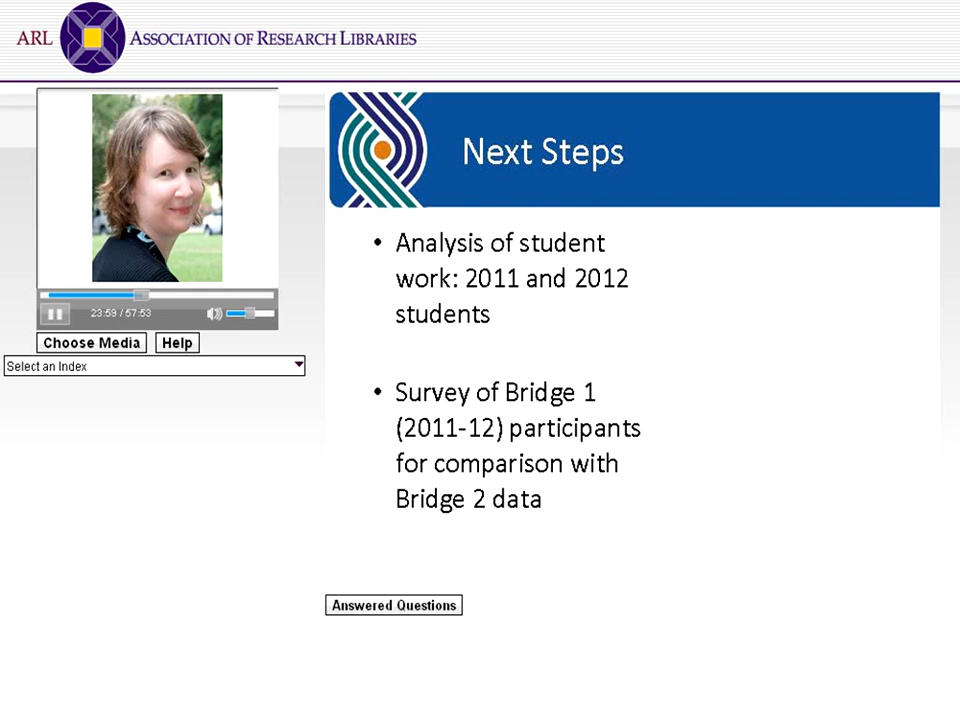 ARL ASSOCIATION OF RESEARCH LIBRARIES
23:59 / 57:53
Choose Media Help
Select an Index
Next Steps
• Analysis of student
work: 2011 and 2012
students
• Survey of Bridge 1
(2011-12) participants
for comparison with
Bridge 2 data
Answered Questions